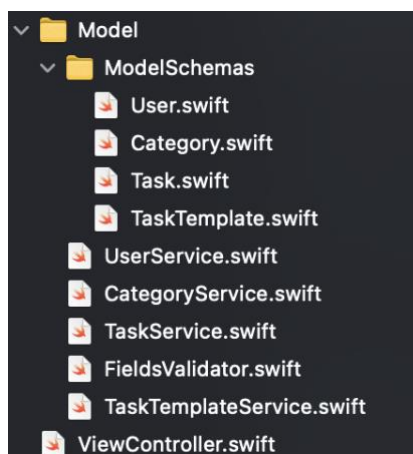 Model
ModelSchemas
User.swift
Category.swift
Task.swift
TaskTemplate.swift
UserService.swift
CategoryService.swift
TaskService.swift
FieldsValidator.swift
TaskTemplateService.swift
ViewController.swift